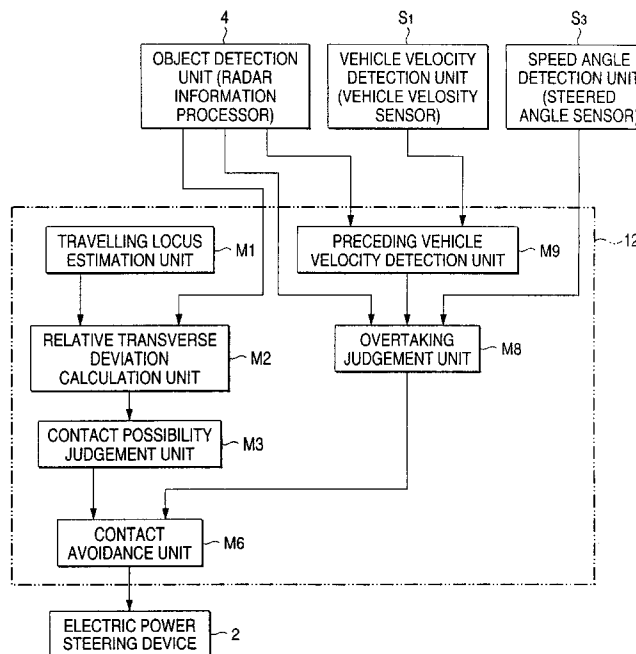 4
S1
S3
OBJECT DETECTION
UNIT (RADAR
INFORMATION
PROCESSOR)
VEHICLE VELOCITY
DETECTION UNIT
(VEHICLE VELOSITY
SENSOR)
SPEED ANGLE
DETECTION UNIT
(STEERED
ANGLE SENSOR)
12
TRAVELLING LOCUS
ESTIMATION UNIT
M1
PRECEDING VEHICLE
VELOCITY DETECTION UNIT
M9
RELATIVE TRANSVERSE
DEVIATION
CALCULATION UNIT
M2
OVERTAKING
JUDGEMENT UNIT
M8
CONTACT POSSIBILITY
JUDGEMENT UNIT
M3
CONTACT
AVOIDANCE UNIT
M6
ELECTRIC POWER
STEERING DEVICE
2